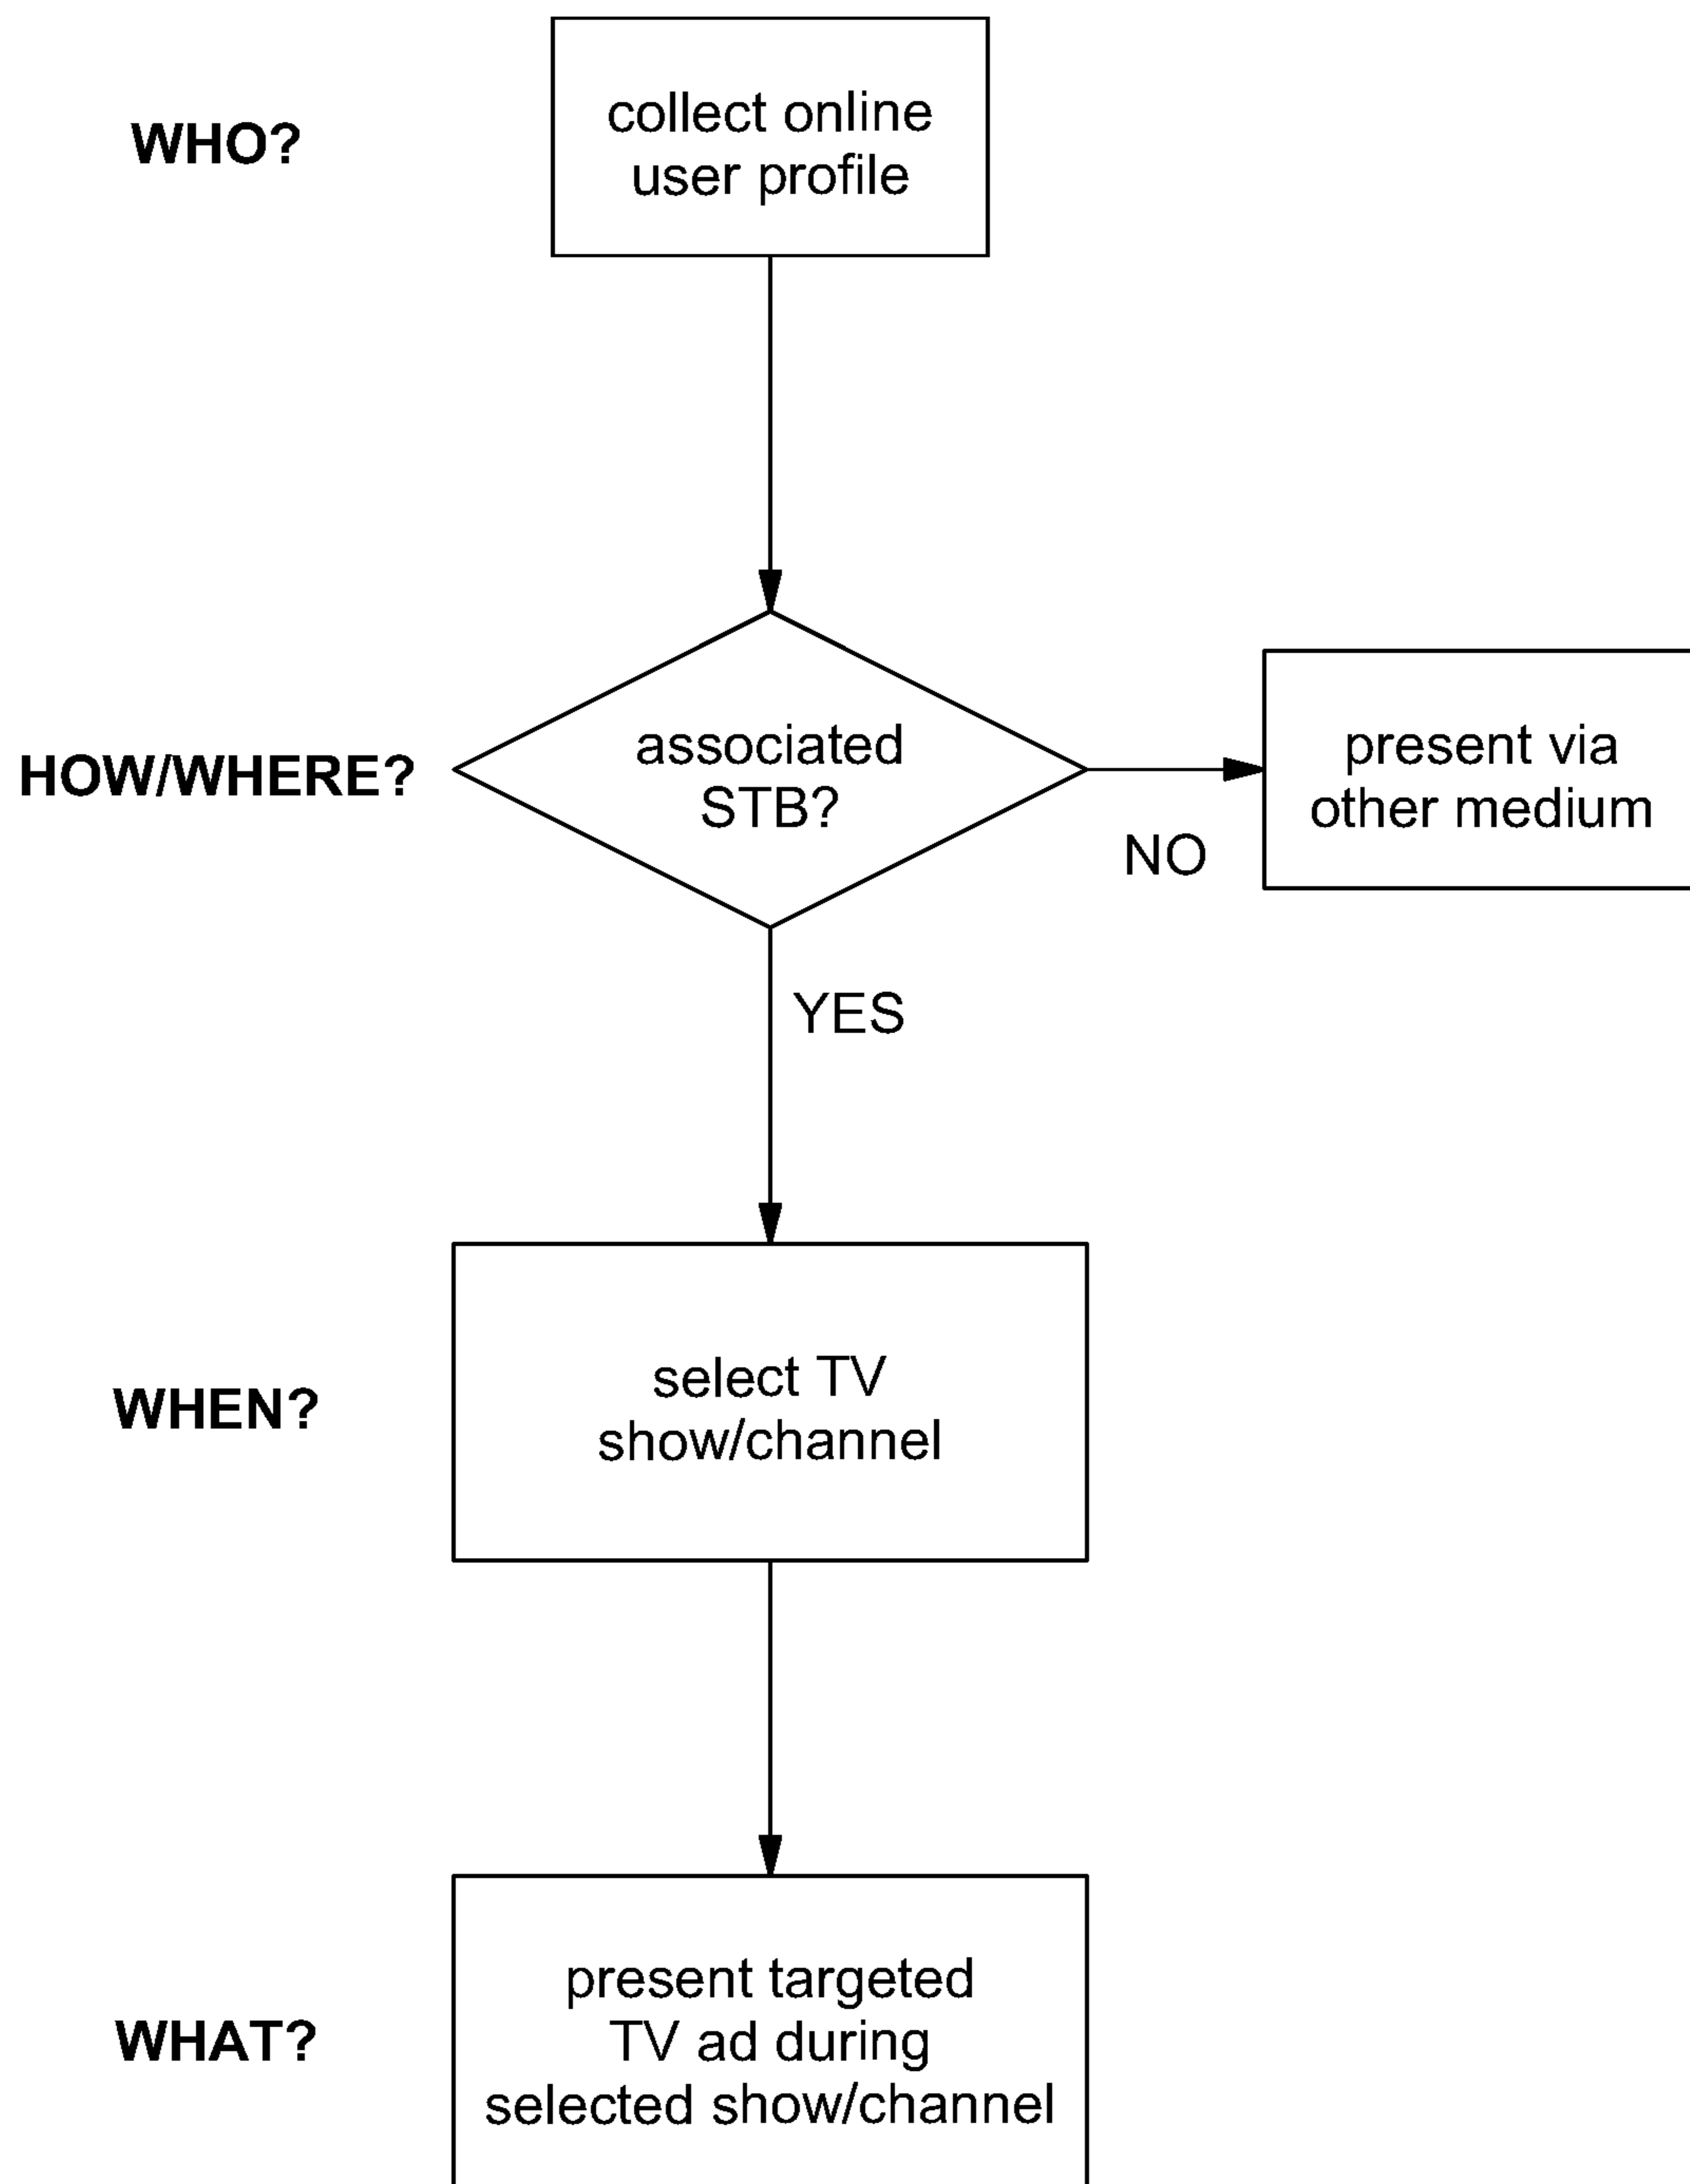 WHO?
collect online
user profile
HOW/WHERE?
associated
STB?
NO
present via
other medium
YES
WHEN?
select TV
show/channel
WHAT?
present targeted
TV ad during
selected show/channel